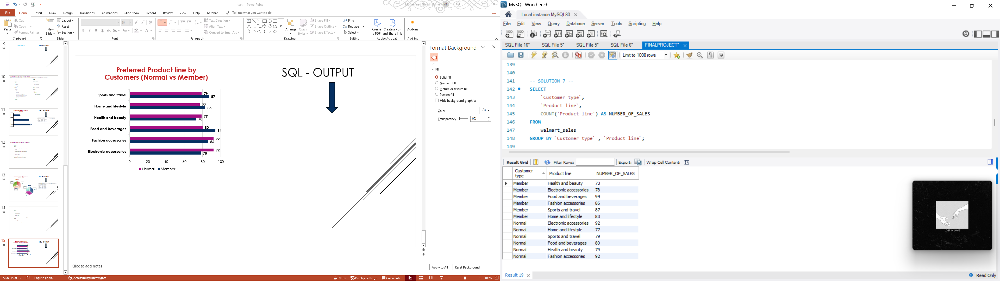 test - PowerPoint
Mohammed Numan Suniya MN
File Home Insert Draw Design Transitions Animations Slide Show Record Review View Help Acrobat Tell me what you want to do
Paste
Cut
Copy
Format Painter
Clipboard
New
Slide
Layout
Reset
Section
Slides
20
Font
Text Direction
Align Text
Convert to SmartArt
Paragraph
Arrange
Quick
Styles
Shape Fill
Shape Outline
Shape Effects
Drawing
Find
Replace
Select
Editing
Create
a PDF
Create a PDF
and Share link
Adobe Acrobat
Add-ins
Add-ins
9
SQL - OUTPUT
10
11
SQL - OUTPUT
12
13
SQL - OUTPUT
14
15
Preferred Product line by
Customers (Normal vs Member)
SQL - OUTPUT
Preferred Product line by
Customers (Normal vs Member)
Sports and travel 79 87
Home and lifestyle 77 83
Health and beauty 79 73
Food and beverages 80 94
Fashion accessories 92 86
Electronic accessories 92 78
0 20 40 60 80 100
Normal Member
SQL - OUTPUT
Format Background
Fill
Solid fill
Gradient fill
Picture or texture fill
Pattern fill
Hide background graphics
Color
Transparency 0%
Apply to All Reset Background
Click to add notes
Slide 15 of 15 English (India) Accessibility: Investigate Notes Display Settings Comments 103%
MySQL Workbench
Local instance MySQL80
File Edit View Query Database Server Tools Scripting Help
SQL File 16* SQL File 5* SQL File 5* SQL File 6* FINALPROJECT*
Limit to 1000 rows
139
140
141 -- SOLUTION 7 --
142 SELECT
143 `Customer type`,
144 `Product line`,
145 COUNT(`Product line`) AS NUMBER_OF_SALES
146 FROM
147 walmart_sales
148 GROUP BY `Customer type` , `Product line`;
149
Result Grid Filter Rows: Export: Wrap Cell Content:
Customer type Product line NUMBER_OF_SALES
Member Health and beauty 73
Member Electronic accessories 78
Member Food and beverages 94
Member Fashion accessories 86
Member Sports and travel 87
Member Home and lifestyle 83
Normal Electronic accessories 92
Normal Home and lifestyle 77
Normal Sports and travel 79
Normal Food and beverages 80
Normal Health and beauty 79
Normal Fashion accessories 92
LOST IN LOVE
Result 19
Read Only